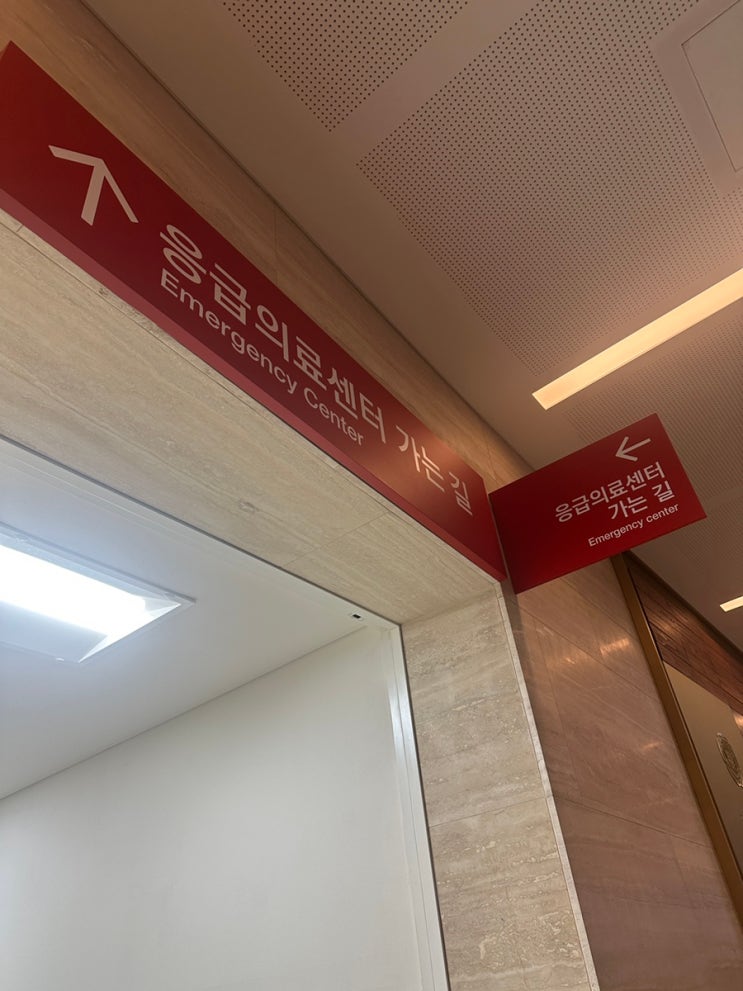 응급의료센터 가는 길
Emergency Center
응급의료센터
가는 길
Emergency center